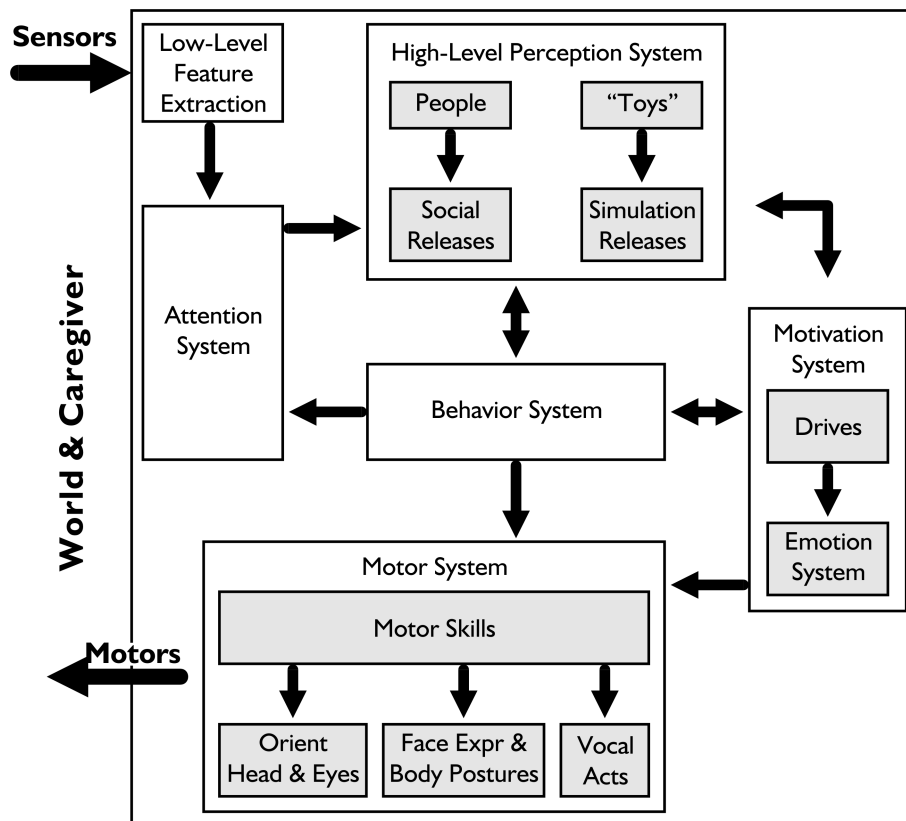 Sensors
Low-Level
Feature
Extraction
High-Level Perception System
People
“Toys”
Social
Releases
Simulation
Releases
Attention
System
World & Caregiver
Behavior System
Motivation
System
Drives
Emotion
System
Motor System
Motor Skills
Motors
Orient
Head & Eyes
Face Expr &
Body Postures
Vocal
Acts